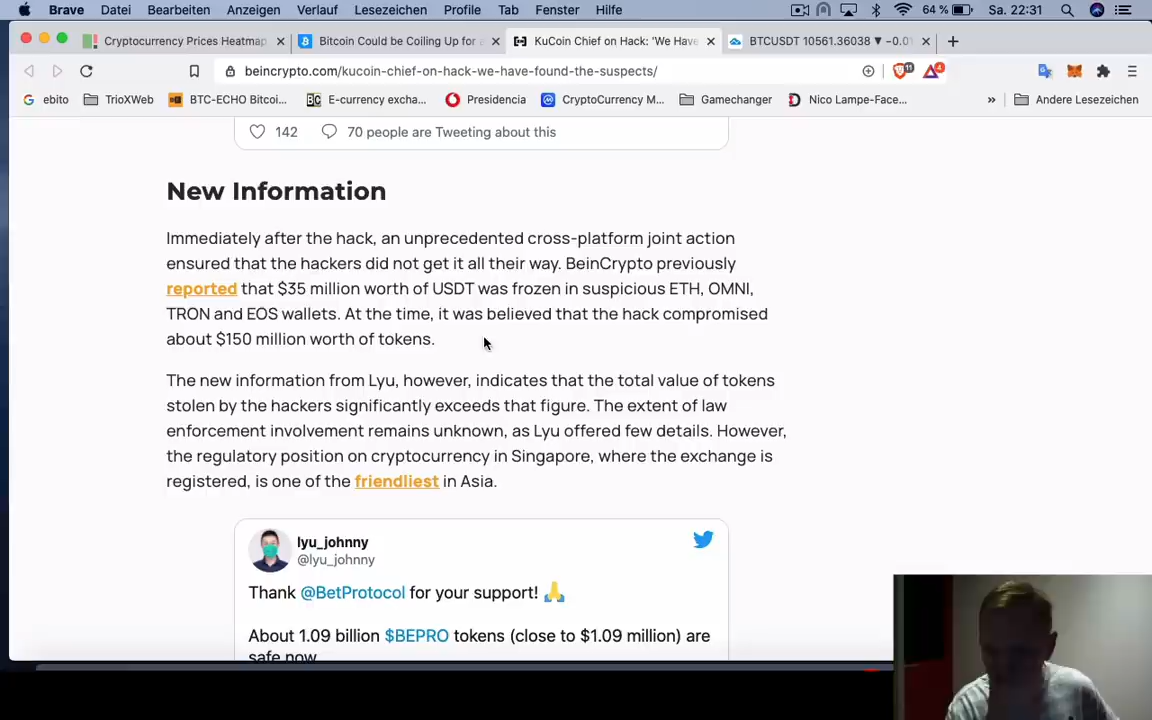 Brave Datei Bearbeiten Anzeigen Verlauf Lesezeichen Profile Tab Fenster Hilfe 64 % Sa. 22:31
Cryptocurrency Prices Heatmap Bitcoin Could be Coiling Up for a KuCoin Chief on Hack: 'We Have BTCUSDT 10561.36038 ▼ −0.01
beincrypto.com/kucoin-chief-on-hack-we-have-found-the-suspects/ 11 4
ebito TrioXWeb BTC-ECHO Bitcoi... E-currency excha... Presidencia CryptoCurrency M... Gamechanger Nico Lampe-Face... » Andere Lesezeichen
142 70 people are Tweeting about this
New Information
Immediately after the hack, an unprecedented cross-platform joint action
ensured that the hackers did not get it all their way. BeinCrypto previously
reported that $35 million worth of USDT was frozen in suspicious ETH, OMNI,
TRON and EOS wallets. At the time, it was believed that the hack compromised
about $150 million worth of tokens.
The new information from Lyu, however, indicates that the total value of tokens
stolen by the hackers significantly exceeds that figure. The extent of law
enforcement involvement remains unknown, as Lyu offered few details. However,
the regulatory position on cryptocurrency in Singapore, where the exchange is
registered, is one of the friendliest in Asia.
lyu_johnny
@lyu_johnny
Thank @BetProtocol for your support! 🙏
About 1.09 billion $BEPRO tokens (close to $1.09 million) are
safe now